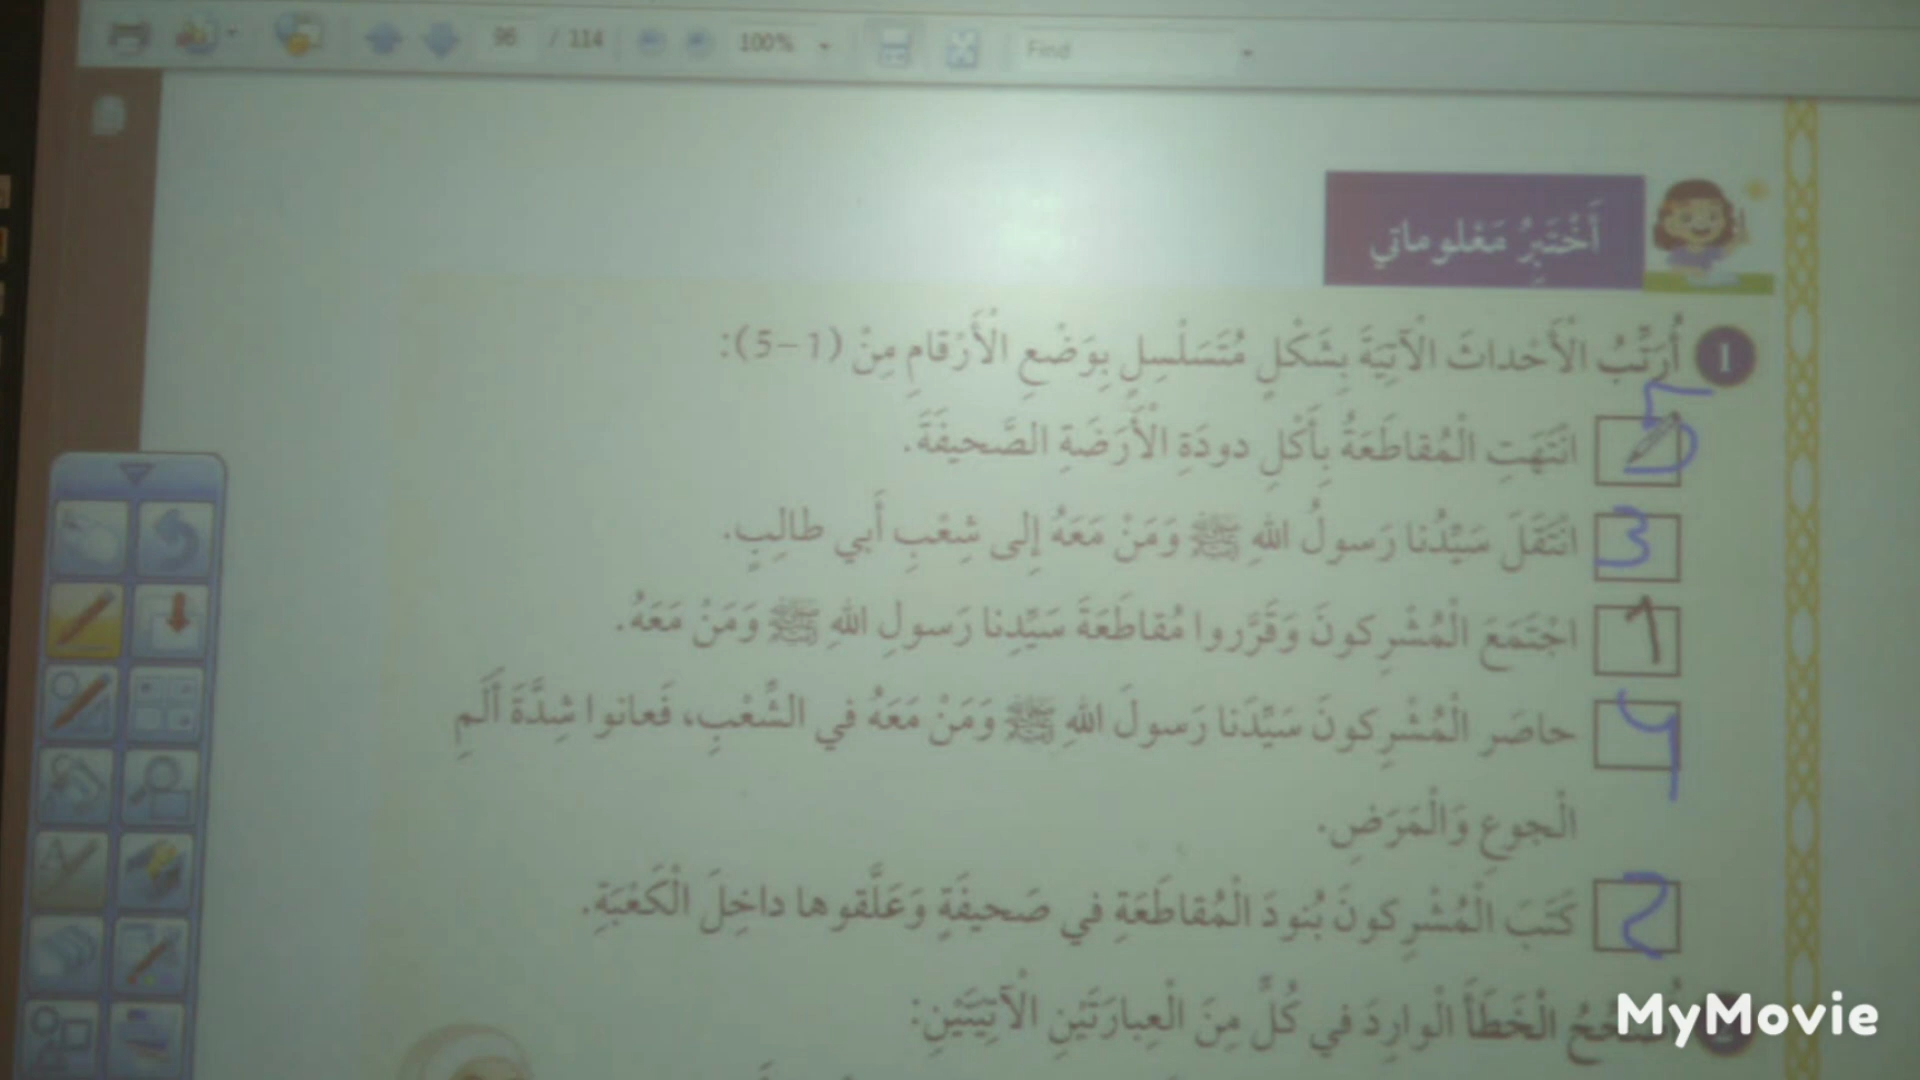 96 / 114 100% Find
أَخْتَبِرُ مَعْلوماتي
1 أُرَتِّبُ الْأَحْداثَ الْآتِيَةَ بِشَكْلٍ مُتَسَلْسِلٍ بِوَضْعِ الْأَرْقامِ مِنْ (1-5):
5 انْتَهَتِ الْمُقاطَعَةُ بِأَكْلِ دودَةِ الْأَرَضَةِ الصَّحيفَةَ.
3 انْتَقَلَ سَيِّدُنا رَسولُ اللهِ ﷺ وَمَنْ مَعَهُ إِلى شِعْبِ أَبي طالِبٍ.
1 اجْتَمَعَ الْمُشْرِكونَ وَقَرَّروا مُقاطَعَةَ سَيِّدِنا رَسولِ اللهِ ﷺ وَمَنْ مَعَهُ.
4 حاصَر الْمُشْرِكونَ سَيِّدَنا رَسولَ اللهِ ﷺ وَمَنْ مَعَهُ في الشِّعْبِ، فَعانوا شِدَّةَ أَلَمِ
الْجوعِ وَالْمَرَضِ.
2 كَتَبَ الْمُشْرِكونَ بُنودَ الْمُقاطَعَةِ في صَحيفَةٍ وَعَلَّقوها داخِلَ الْكَعْبَةِ.
الْخَطَأَ الْوارِدَ في كُلٍّ مِنَ الْعِبارَتَيْنِ الْآتِيَتَيْنِ:
MyMovie